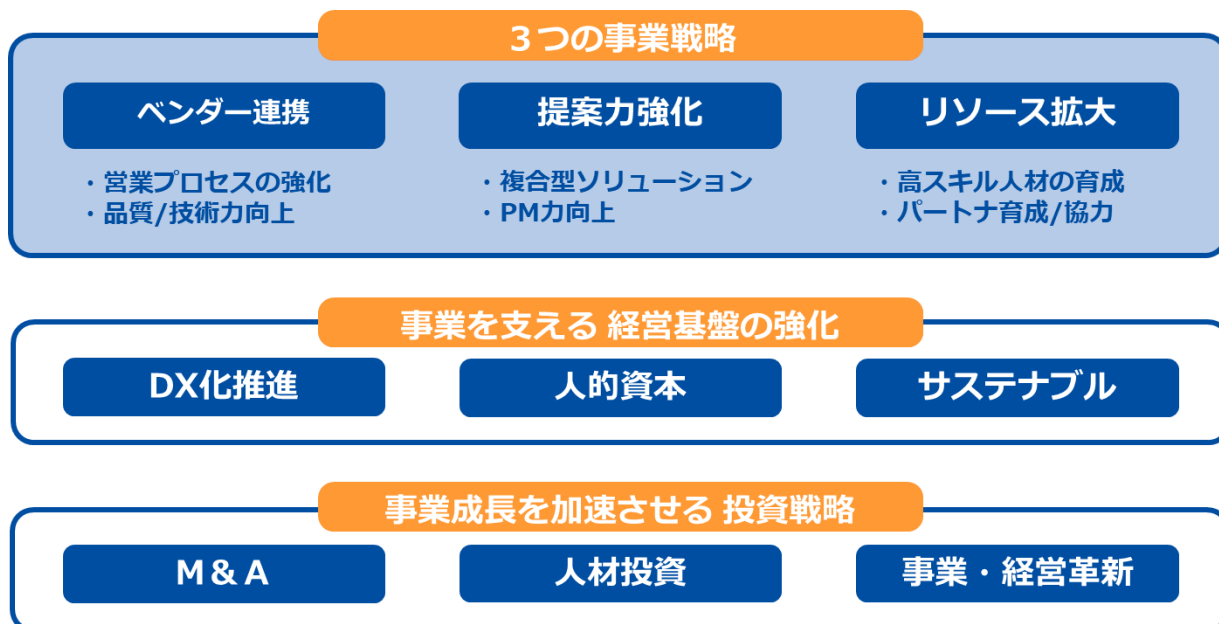 3つの事業戦略
ベンダー連携
・営業プロセスの強化
・品質/技術力向上
提案力強化
・複合型ソリューション
・PM力向上
リソース拡大
・高スキル人材の育成
・パートナ育成/協力
事業を支える 経営基盤の強化
DX化推進
人的資本
サステナブル
事業成長を加速させる 投資戦略
M&A
人材投資
事業・経営革新